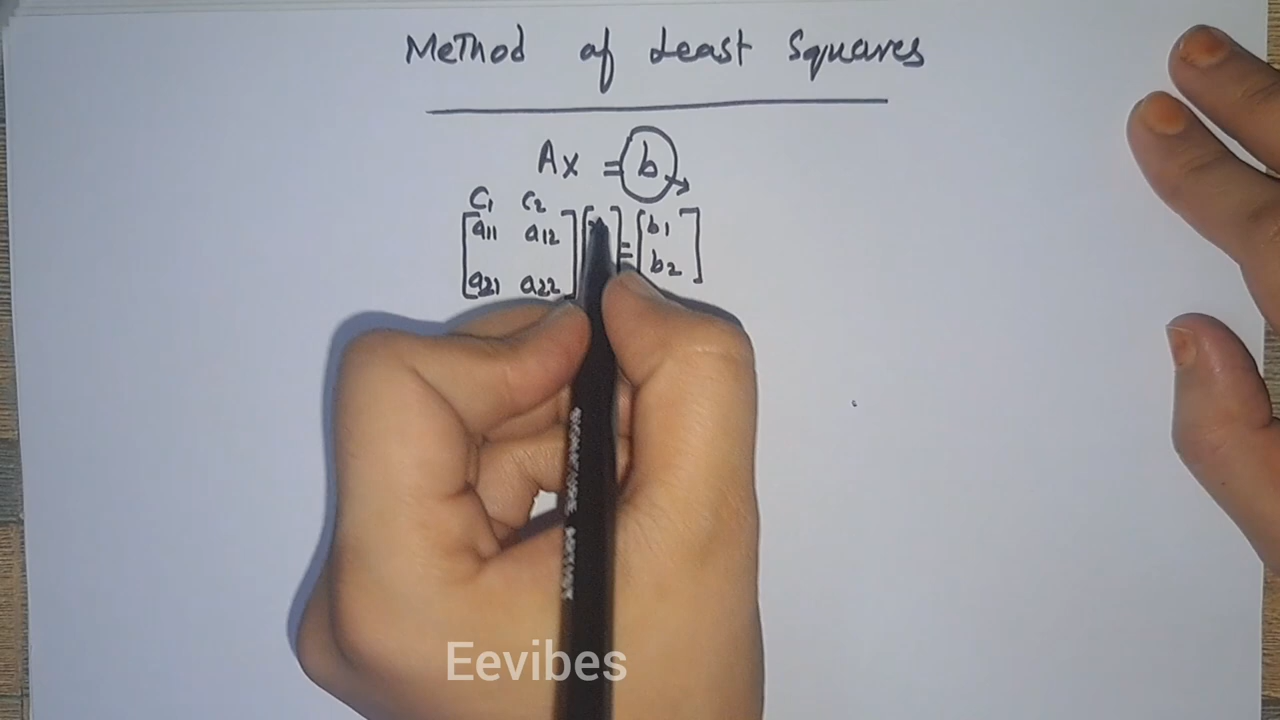 Method of Least Squares
Ax = b
C1 C2
[a11 a12] [ ] = [b1]
[a21 a22] [b2]
Eevibes